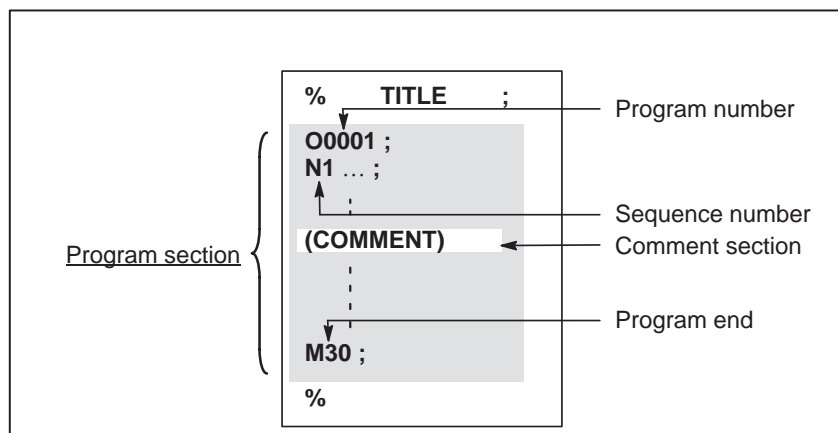 % TITLE ;
Program number
O0001 ;
N1 ... ;
Sequence number
(COMMENT)
Comment section
Program section
Program end
M30 ;
%